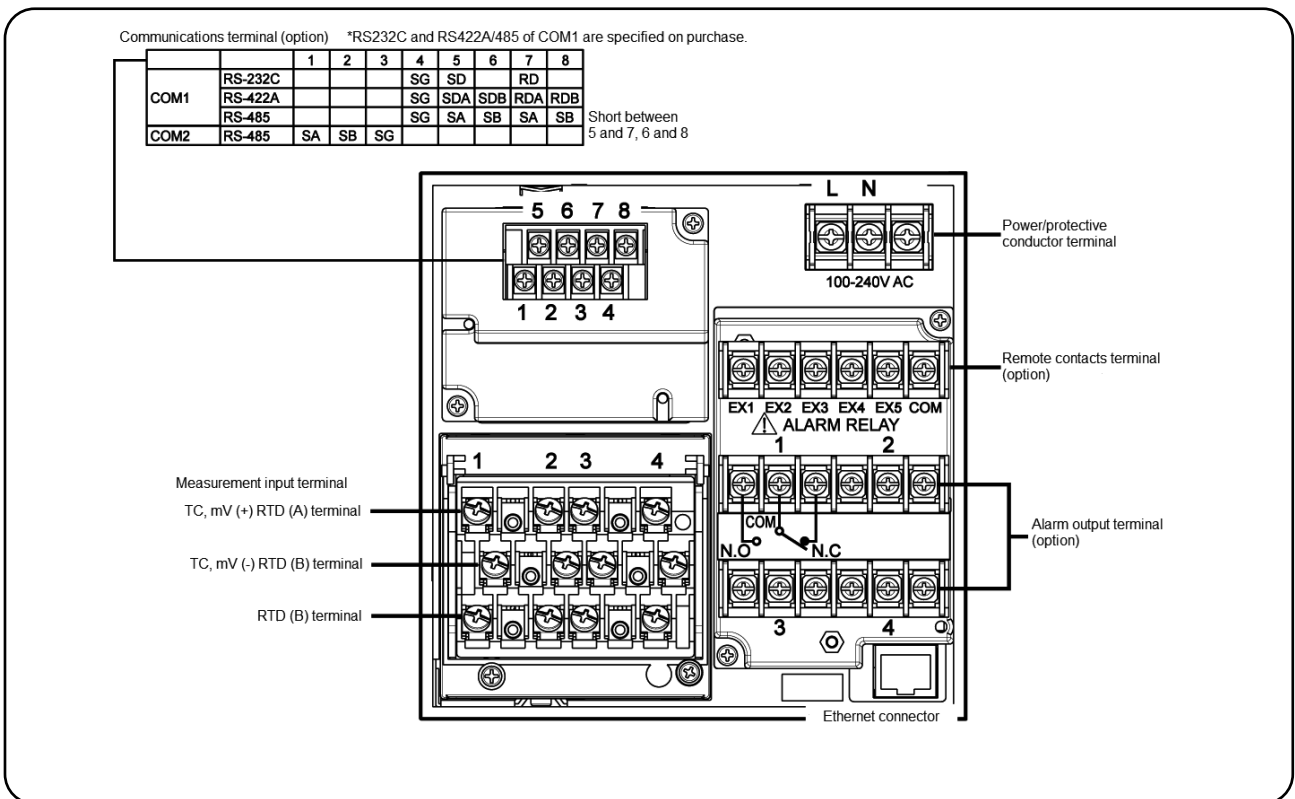 Communications terminal (option) *RS232C and RS422A/485 of COM1 are specified on purchase.
1 2 3 4 5 6 7 8
COM1 RS-232C SG SD RD
RS-422A SG SDA SDB RDA RDB
RS-485 SG SA SB SA SB
COM2 RS-485 SA SB SG
Short between
5 and 7, 6 and 8
L N
100-240V AC
Power/protective
conductor terminal
5 6 7 8
1 2 3 4
Remote contacts terminal
(option)
EX1 EX2 EX3 EX4 EX5 COM
ALARM RELAY
1 2
COM
N.O N.C
3 4
Alarm output terminal
(option)
1 2 3 4
Measurement input terminal
TC, mV (+) RTD (A) terminal
TC, mV (-) RTD (B) terminal
RTD (B) terminal
Ethernet connector